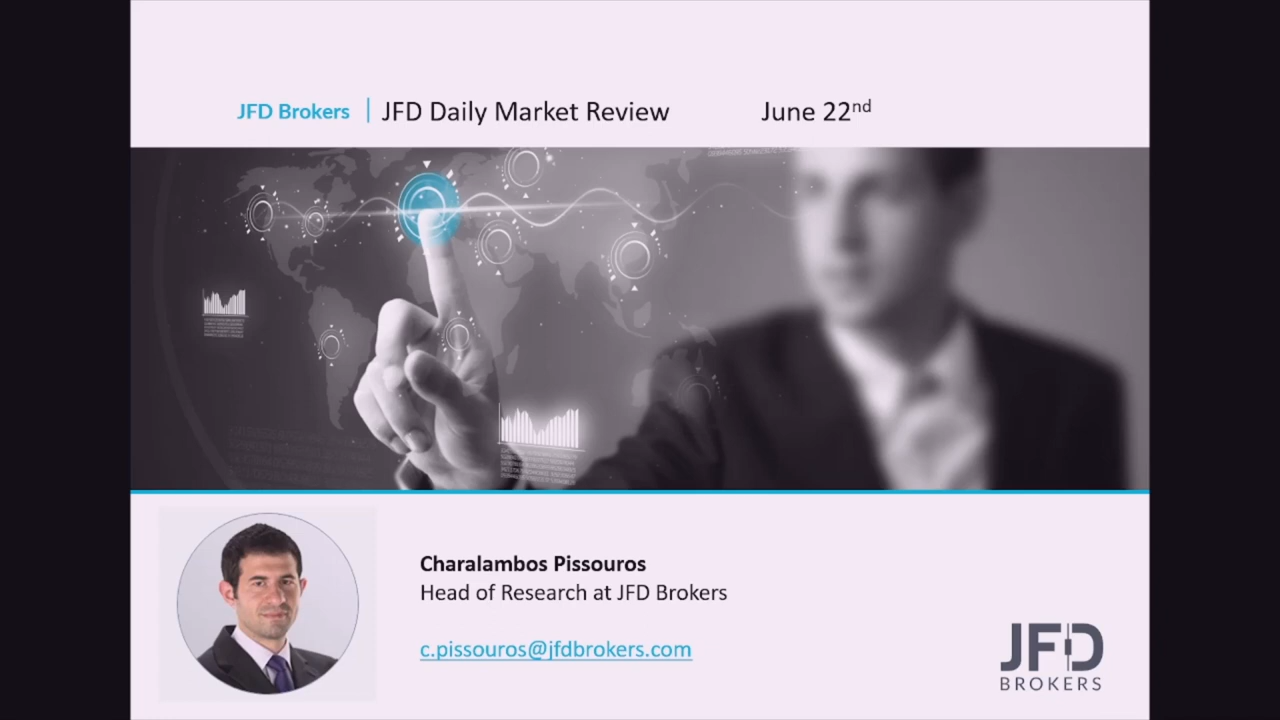 JFD Brokers | JFD Daily Market Review June 22nd
Charalambos Pissouros
Head of Research at JFD Brokers
c.pissouros@jfdbrokers.com
JFD
BROKERS